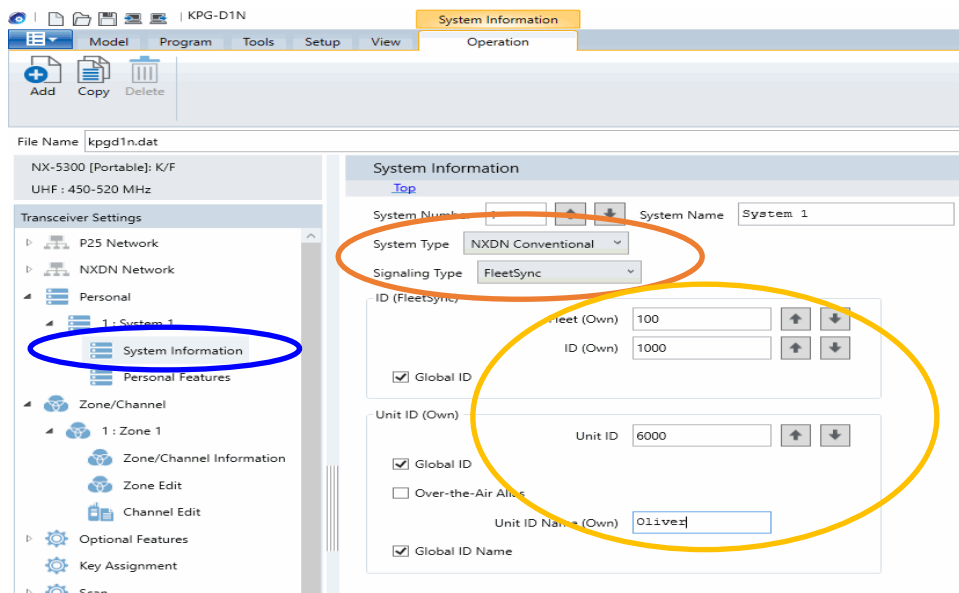 KPG-D1N
System Information
Model Program Tools Setup View Operation
Add Copy Delete
File Name kpgd1n.dat
NX-5300 [Portable]: K/F
UHF : 450-520 MHz
Transceiver Settings
P25 Network
NXDN Network
Personal
1 : System 1
System Information
Personal Features
Zone/Channel
1 : Zone 1
Zone/Channel Information
Zone Edit
Channel Edit
Optional Features
Key Assignment
Scan
System Information
Top
System Number System Name System 1
System Type NXDN Conventional
Signaling Type FleetSync
ID (FleetSync)
Fleet (Own) 100
ID (Own) 1000
Global ID
Unit ID (Own)
Unit ID 6000
Global ID
Over-the-Air Alias
Unit ID Name (Own) Oliver
Global ID Name